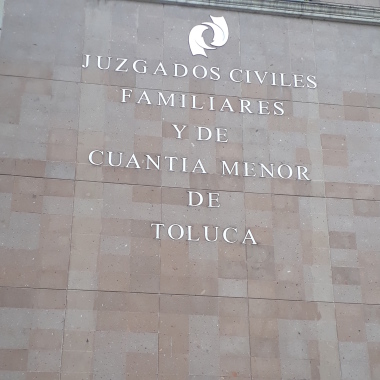 JUZGADOS CIVILES
FAMILIARES
Y DE
CUANTIA MENOR
DE
TOLUCA